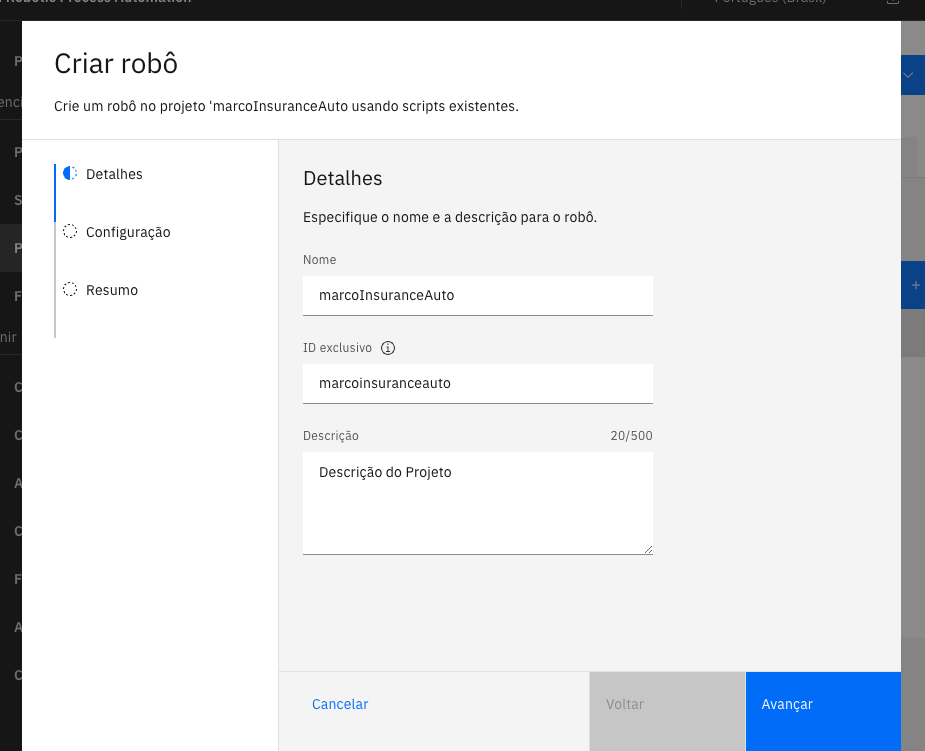 Robotic Process Automation
Português (Brasil)
Criar robô
Crie um robô no projeto 'marcoInsuranceAuto usando scripts existentes.
Detalhes
Configuração
Resumo
Detalhes
Especifique o nome e a descrição para o robô.
Nome
marcoInsuranceAuto
ID exclusivo
marcoinsuranceauto
Descrição 20/500
Descrição do Projeto
Cancelar
Voltar
Avançar